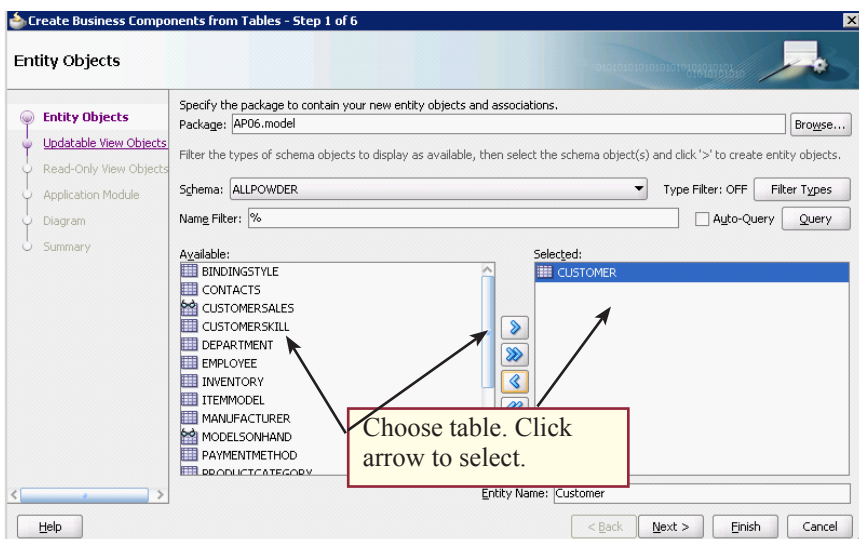 Create Business Components from Tables - Step 1 of 6
Entity Objects
Entity Objects
Updatable View Objects
Read-Only View Objects
Application Module
Diagram
Summary
Specify the package to contain your new entity objects and associations.
Package: AP06.model
Browse...
Filter the types of schema objects to display as available, then select the schema object(s) and click '>' to create entity objects.
Schema: ALLPOWDER
Type Filter: OFF
Filter Types
Name Filter: %
Auto-Query
Query
Available:
BINDINGSTYLE
CONTACTS
CUSTOMERSALES
CUSTOMERSKILL
DEPARTMENT
EMPLOYEE
INVENTORY
ITEMMODEL
MANUFACTURER
MODELSONHAND
PAYMENTMETHOD
PRODUCTCATEGORY
Selected:
CUSTOMER
Choose table. Click
arrow to select.
Entity Name: Customer
Help
< Back
Next >
Finish
Cancel